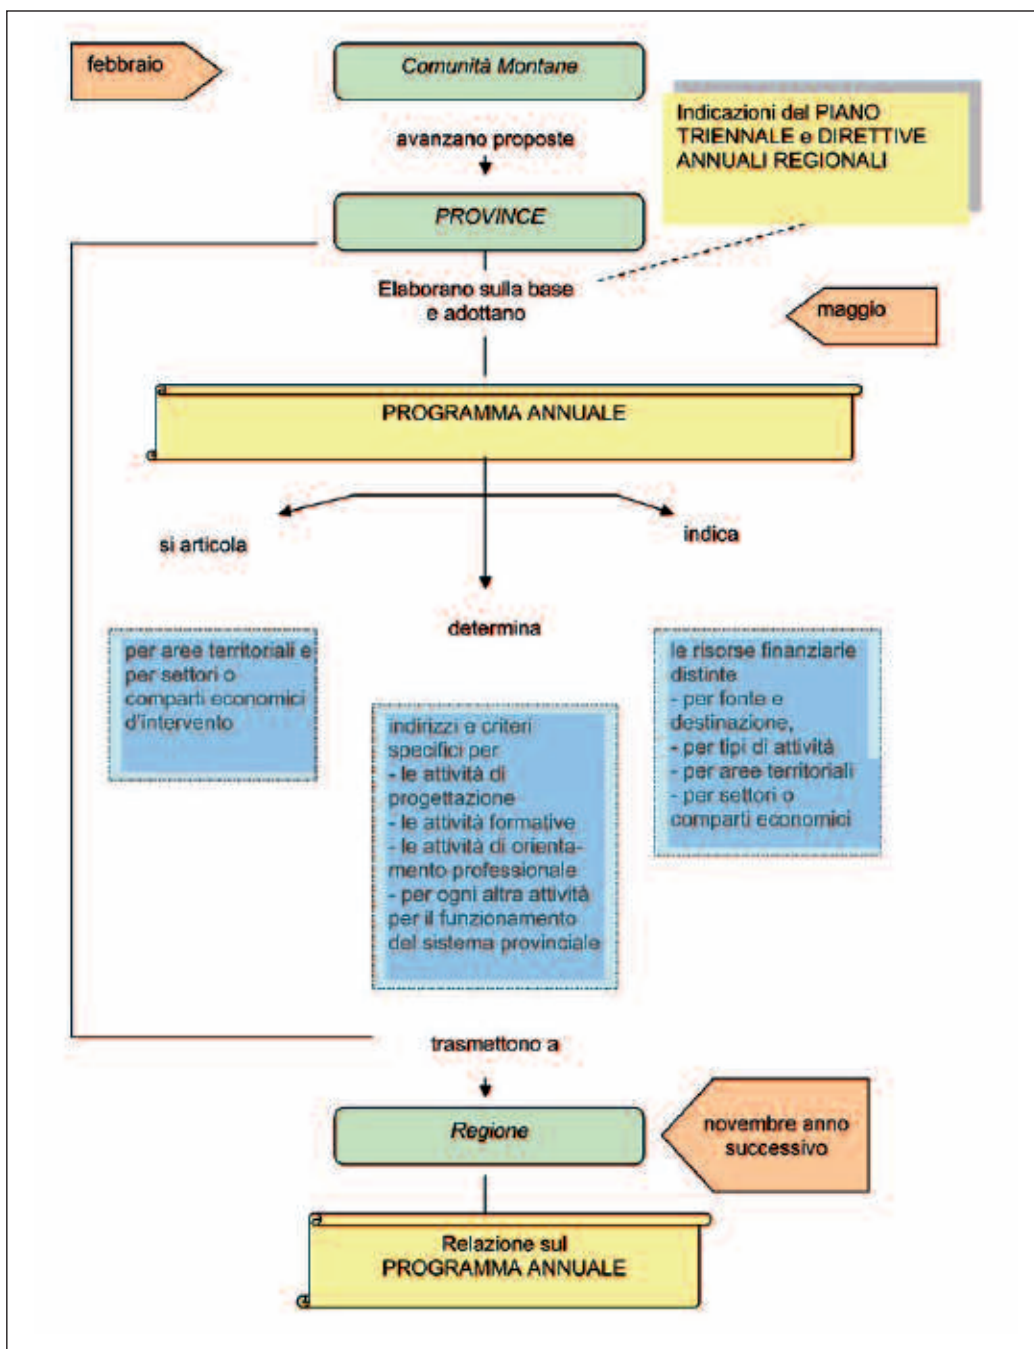 febbraio
Comunità Montane
Indicazioni del PIANO
TRIENNALE e DIRETTIVE
ANNUALI REGIONALI
avanzano proposte
PROVINCE
Elaborano sulla base
e adottano
maggio
PROGRAMMA ANNUALE
si articola
indica
determina
per aree territoriali e
per settori o
comparti economici
d'intervento
indirizzi e criteri
specifici per
- le attività di
progettazione
- le attività formative
- le attività di orienta-
mento professionale
- per ogni altra attività
per il funzionamento
del sistema provinciale
le risorse finanziarie
distinte
- per fonte e
destinazione,
- per tipi di attività
- per aree territoriali
- per settori o
comparti economici
trasmettono a
Regione
novembre anno
successivo
Relazione sul
PROGRAMMA ANNUALE